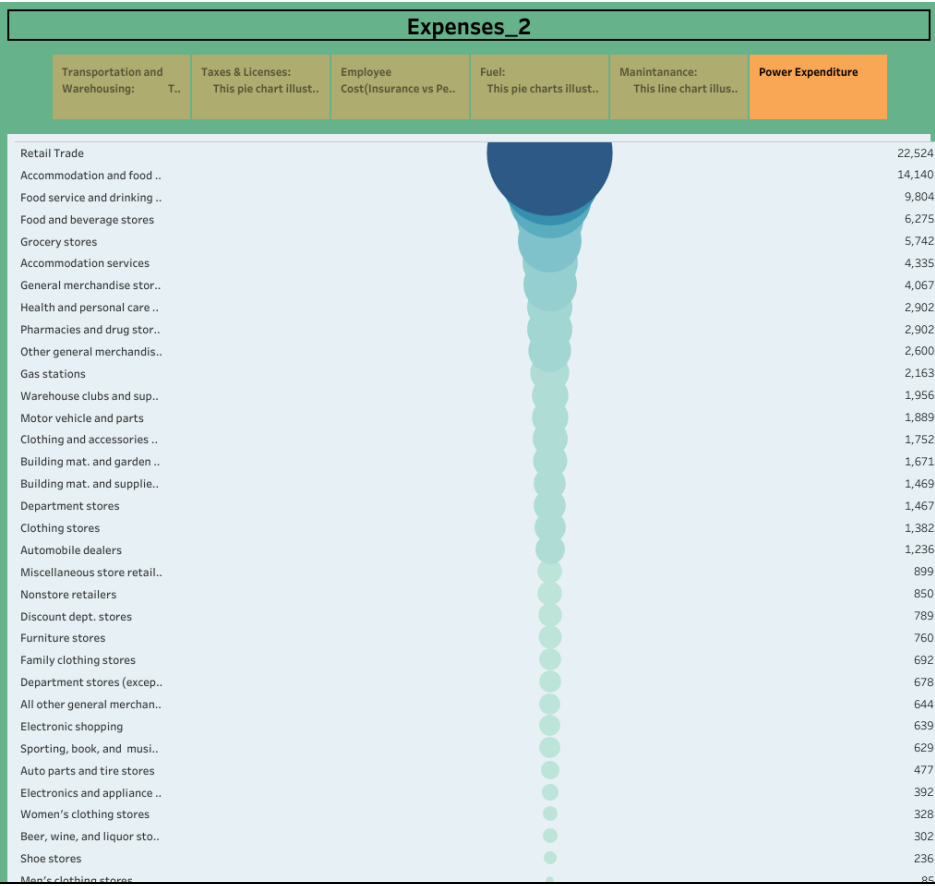 Expenses_2
Transportation and
Warehousing: T..
Taxes & Licenses:
This pie chart illust..
Employee
Cost(Insurance vs Pe..
Fuel:
This pie charts illust..
Manintanance:
This line chart illus..
Power Expenditure
Retail Trade 22,524
Accommodation and food .. 14,140
Food service and drinking .. 9,804
Food and beverage stores 6,275
Grocery stores 5,742
Accommodation services 4,335
General merchandise stor.. 4,067
Health and personal care .. 2,902
Pharmacies and drug stor.. 2,902
Other general merchandis.. 2,600
Gas stations 2,163
Warehouse clubs and sup.. 1,956
Motor vehicle and parts 1,889
Clothing and accessories .. 1,752
Building mat. and garden .. 1,671
Building mat. and supplie.. 1,469
Department stores 1,467
Clothing stores 1,382
Automobile dealers 1,236
Miscellaneous store retail.. 899
Nonstore retailers 850
Discount dept. stores 789
Furniture stores 760
Family clothing stores 692
Department stores (excep.. 678
All other general merchan.. 644
Electronic shopping 639
Sporting, book, and musi.. 629
Auto parts and tire stores 477
Electronics and appliance .. 392
Women's clothing stores 328
Beer, wine, and liquor sto.. 302
Shoe stores 236
Men's clothing stores 85